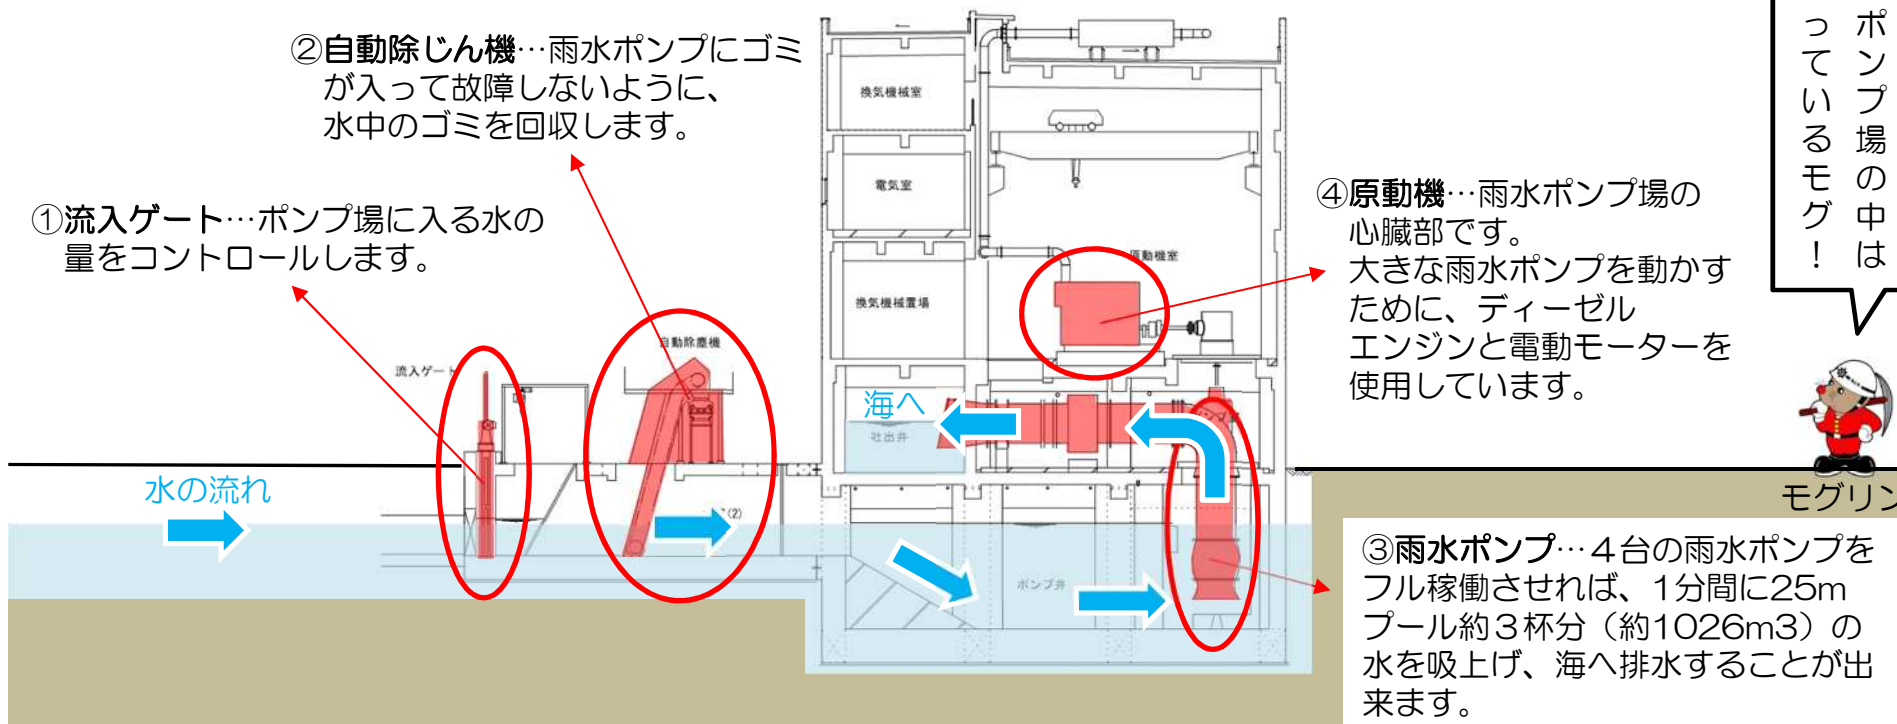 ②自動除じん機…雨水ポンプにゴミ
が入って故障しないように、
水中のゴミを回収します。
①流入ゲート…ポンプ場に入る水の
量をコントロールします。
換気機械室
電気室
換気機械置場
原動機室
自動除塵機
流入ゲート
海へ
吐出井
水の流れ
(2)
ポンプ井
④原動機…雨水ポンプ場の
心臓部です。
大きな雨水ポンプを動かす
ために、ディーゼル
エンジンと電動モーターを
使用しています。
ポンプ場の中は
っているモグ！
モグリン
③雨水ポンプ…４台の雨水ポンプを
フル稼働させれば、1分間に25m
プール約３杯分（約1026m3）の
水を吸上げ、海へ排水することが出
来ます。